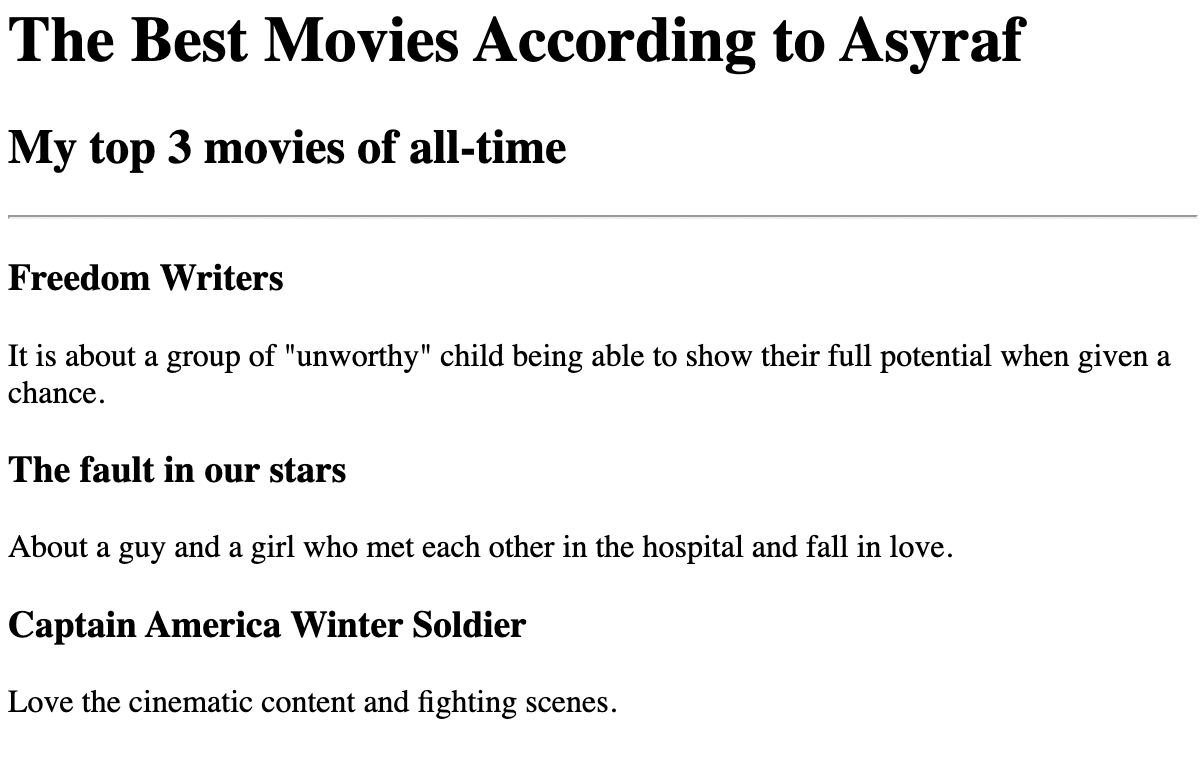 The Best Movies According to Asyraf
My top 3 movies of all-time
Freedom Writers
It is about a group of "unworthy" child being able to show their full potential when given a
chance.
The fault in our stars
About a guy and a girl who met each other in the hospital and fall in love.
Captain America Winter Soldier
Love the cinematic content and fighting scenes.